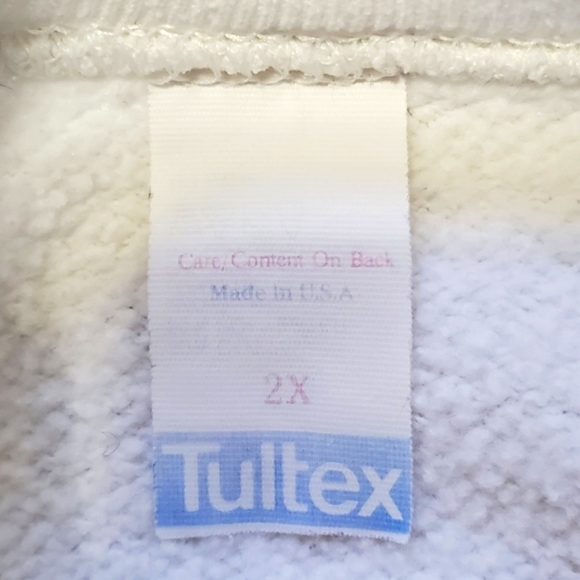 Care/Content On Back
Made In U.S.A
2X
Tultex